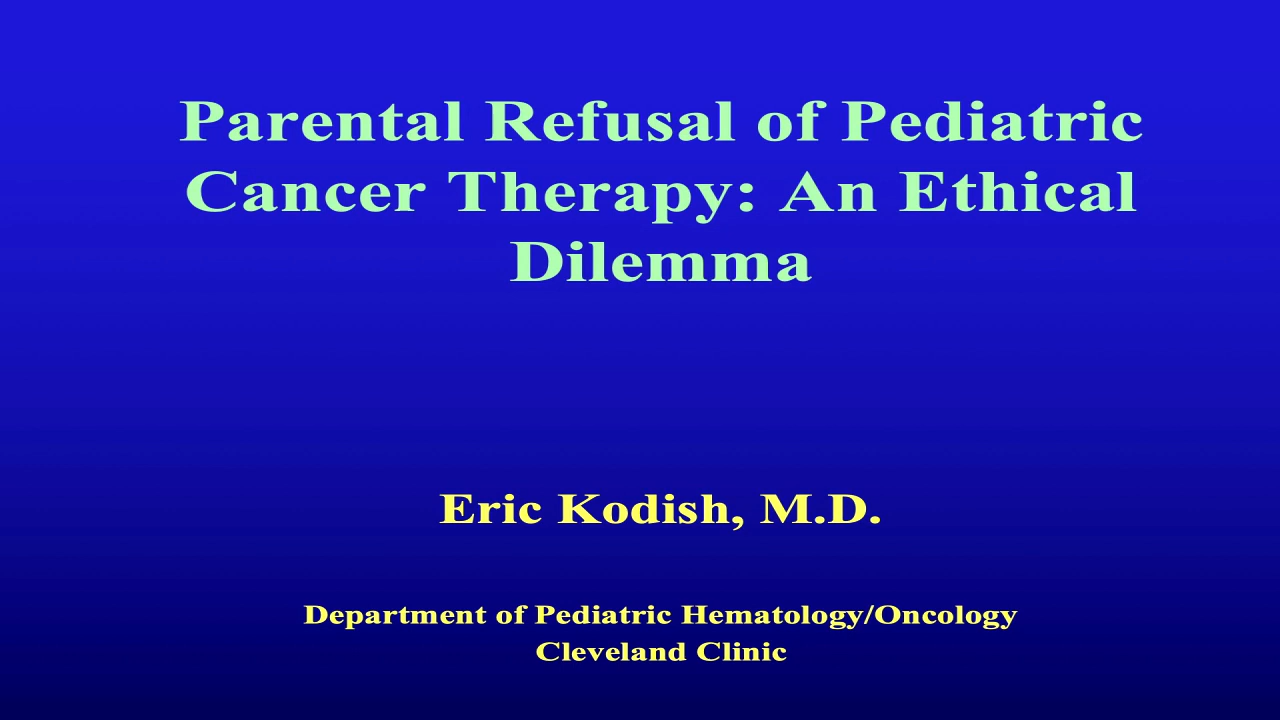 Parental Refusal of Pediatric
Cancer Therapy: An Ethical
Dilemma
Eric Kodish, M.D.
Department of Pediatric Hematology/Oncology
Cleveland Clinic